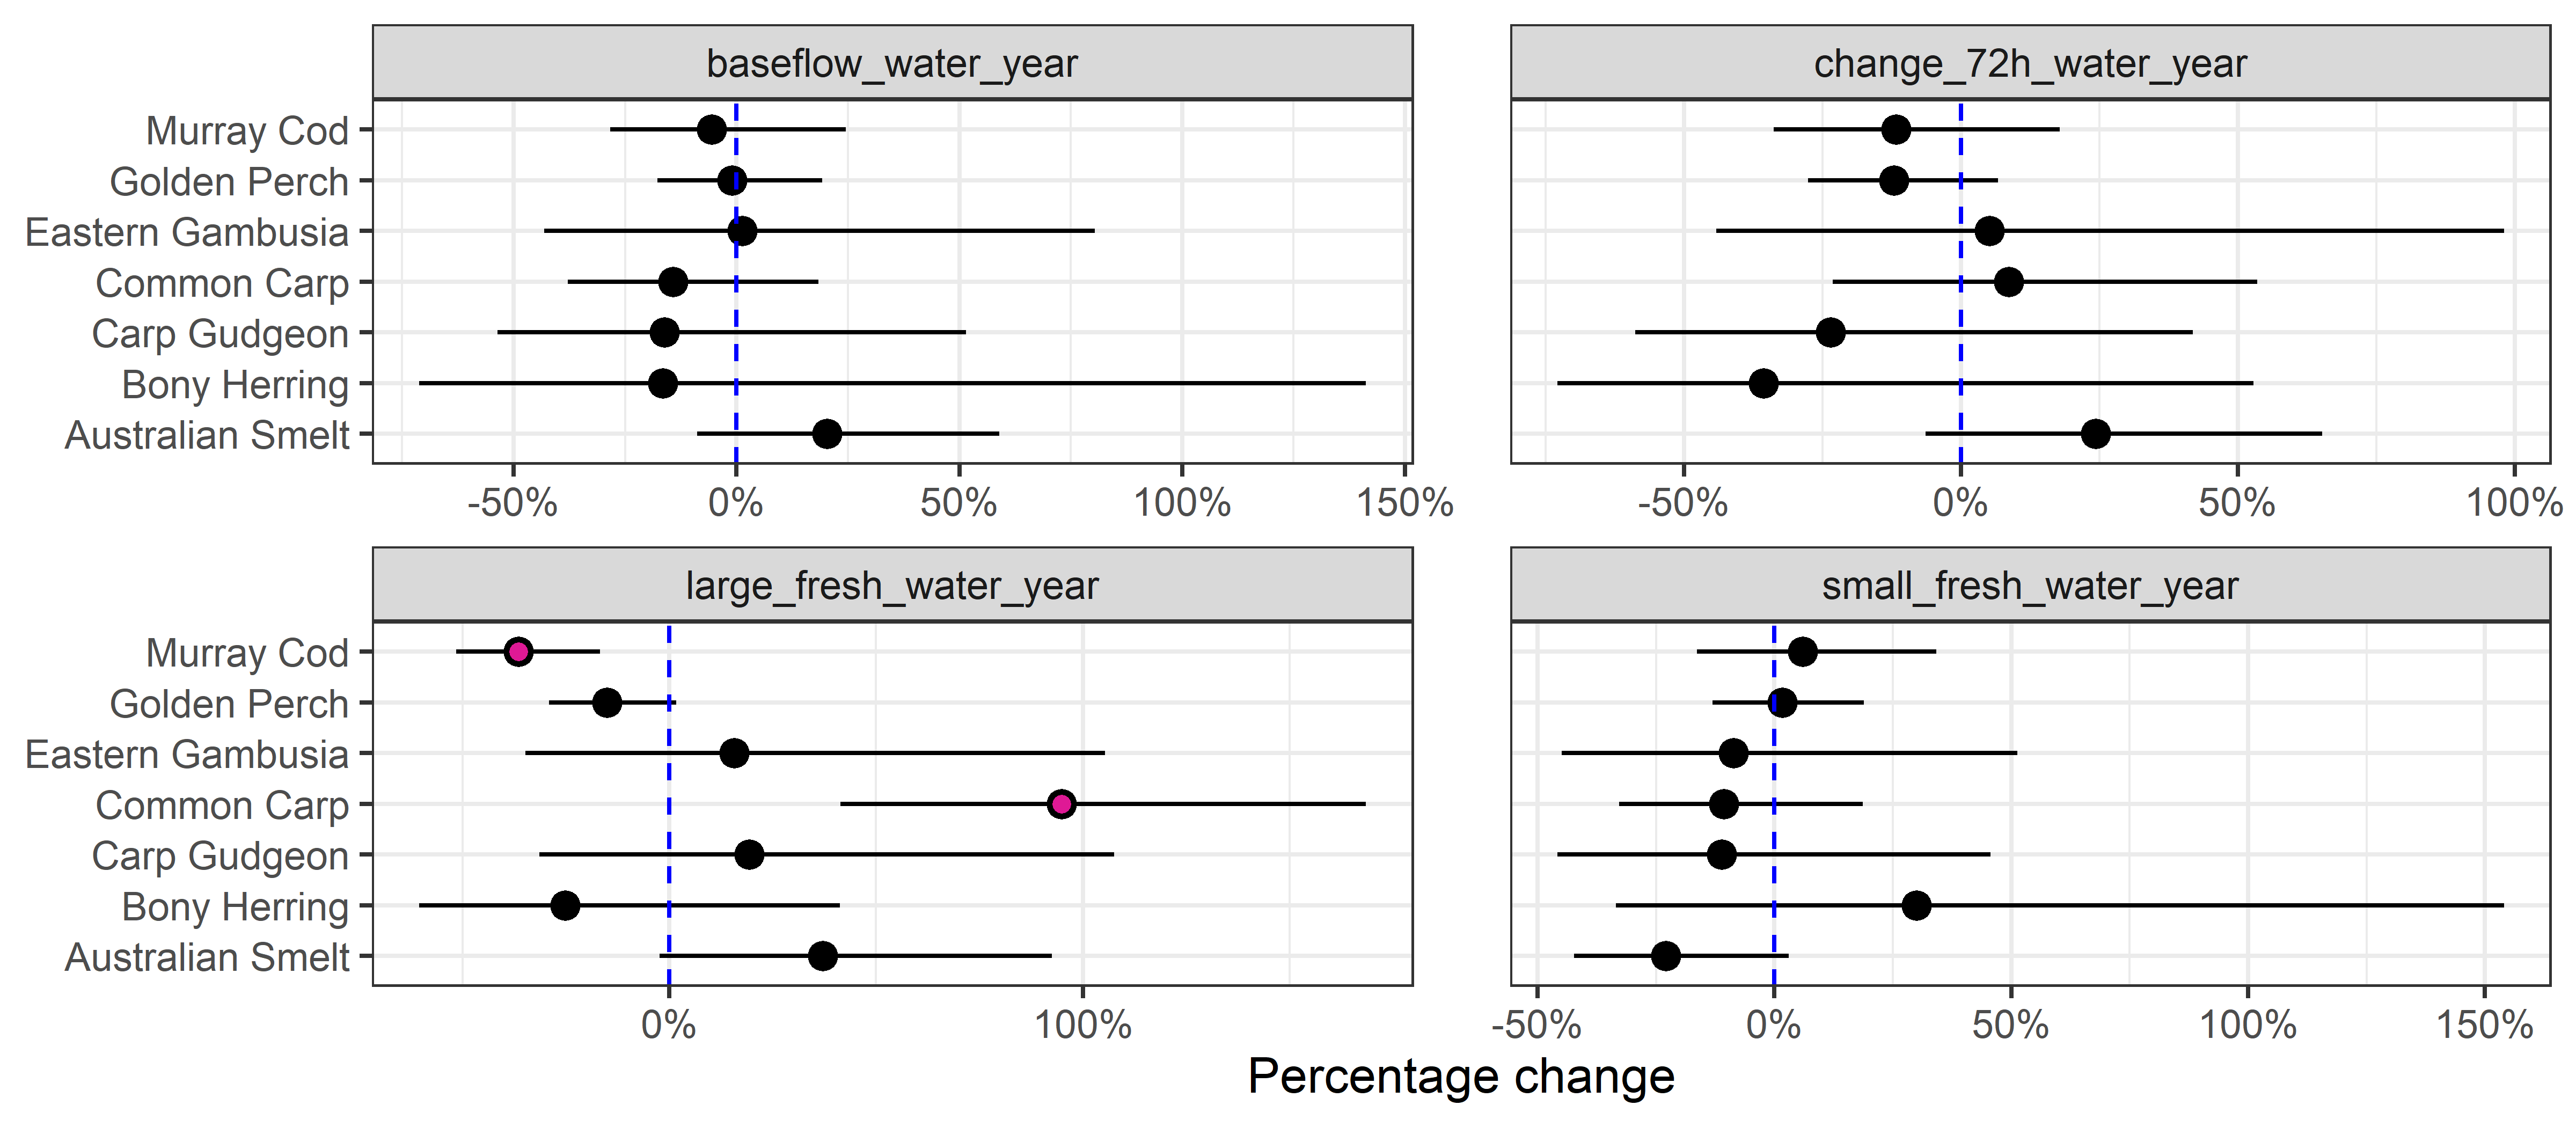 baseflow_water_year
change_72h_water_year
Murray Cod
Golden Perch
Eastern Gambusia
Common Carp
Carp Gudgeon
Bony Herring
Australian Smelt
-50% 0% 50% 100% 150%
-50% 0% 50% 100%
large_fresh_water_year
small_fresh_water_year
Murray Cod
Golden Perch
Eastern Gambusia
Common Carp
Carp Gudgeon
Bony Herring
Australian Smelt
0% 100%
-50% 0% 50% 100% 150%
Percentage change